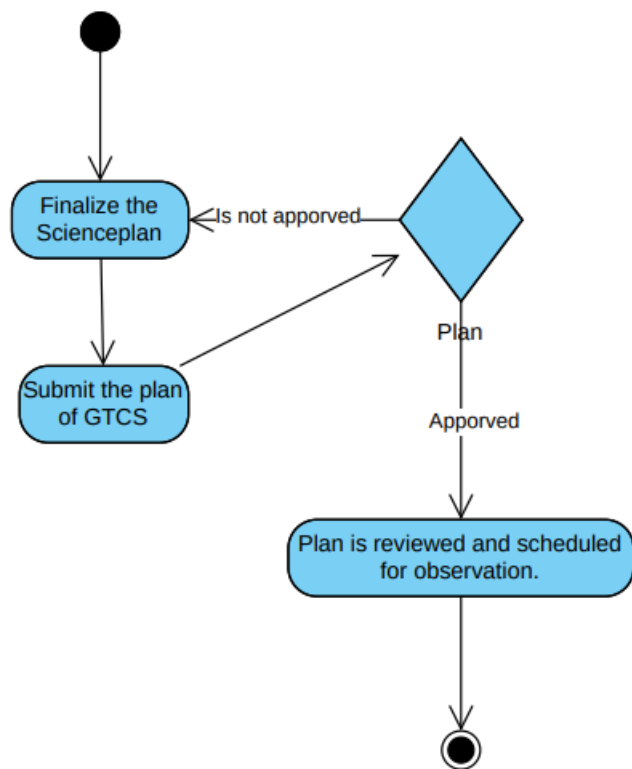 Finalize the
Scienceplan
Is not apporved
Submit the plan
of GTCS
Plan
Apporved
Plan is reviewed and scheduled
for observation.